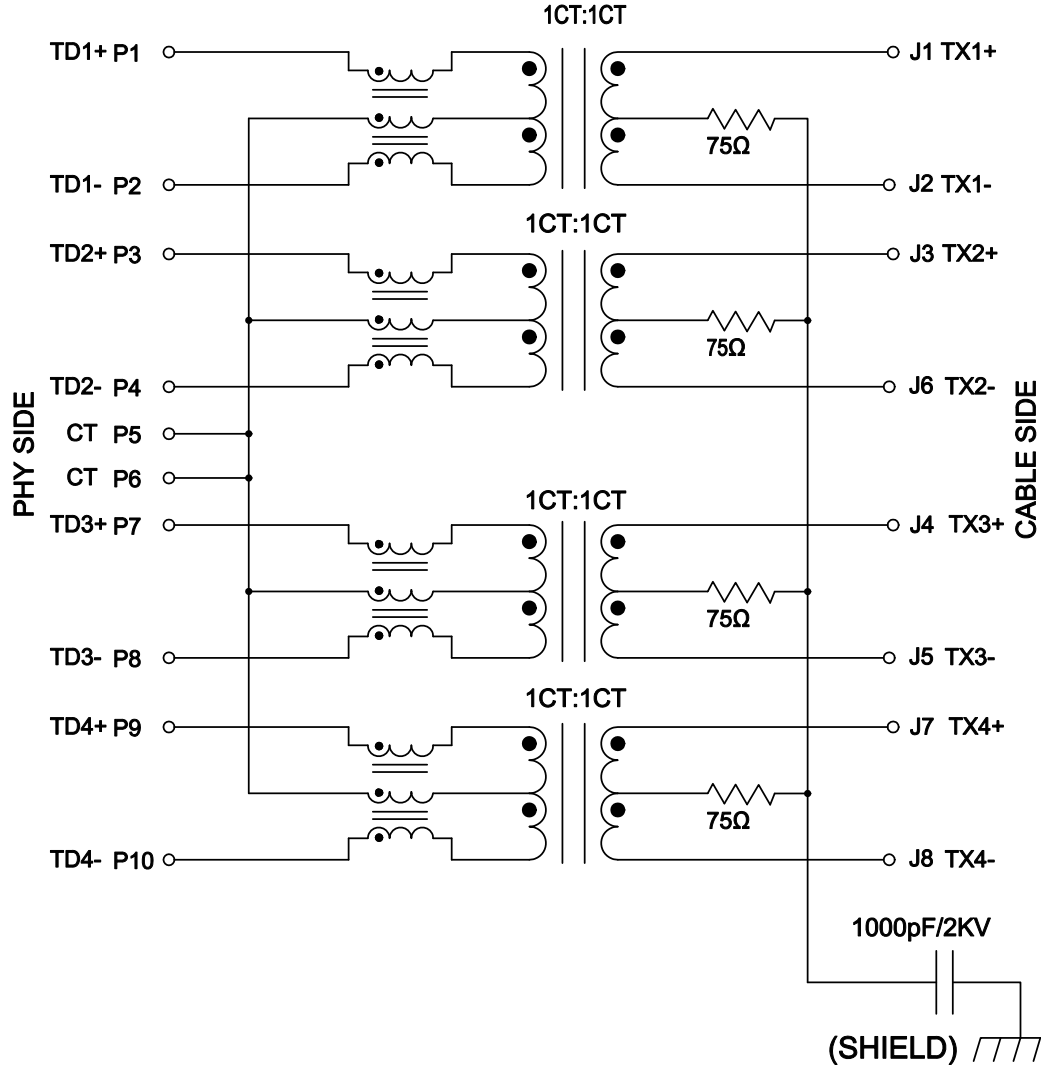 1CT:1CT
TD1+ P1
J1 TX1+
75Ω
TD1- P2
J2 TX1-
1CT:1CT
TD2+ P3
J3 TX2+
75Ω
TD2- P4
J6 TX2-
PHY SIDE
CABLE SIDE
CT P5
CT P6
1CT:1CT
TD3+ P7
J4 TX3+
75Ω
TD3- P8
J5 TX3-
1CT:1CT
TD4+ P9
J7 TX4+
75Ω
TD4- P10
J8 TX4-
1000pF/2KV
(SHIELD)